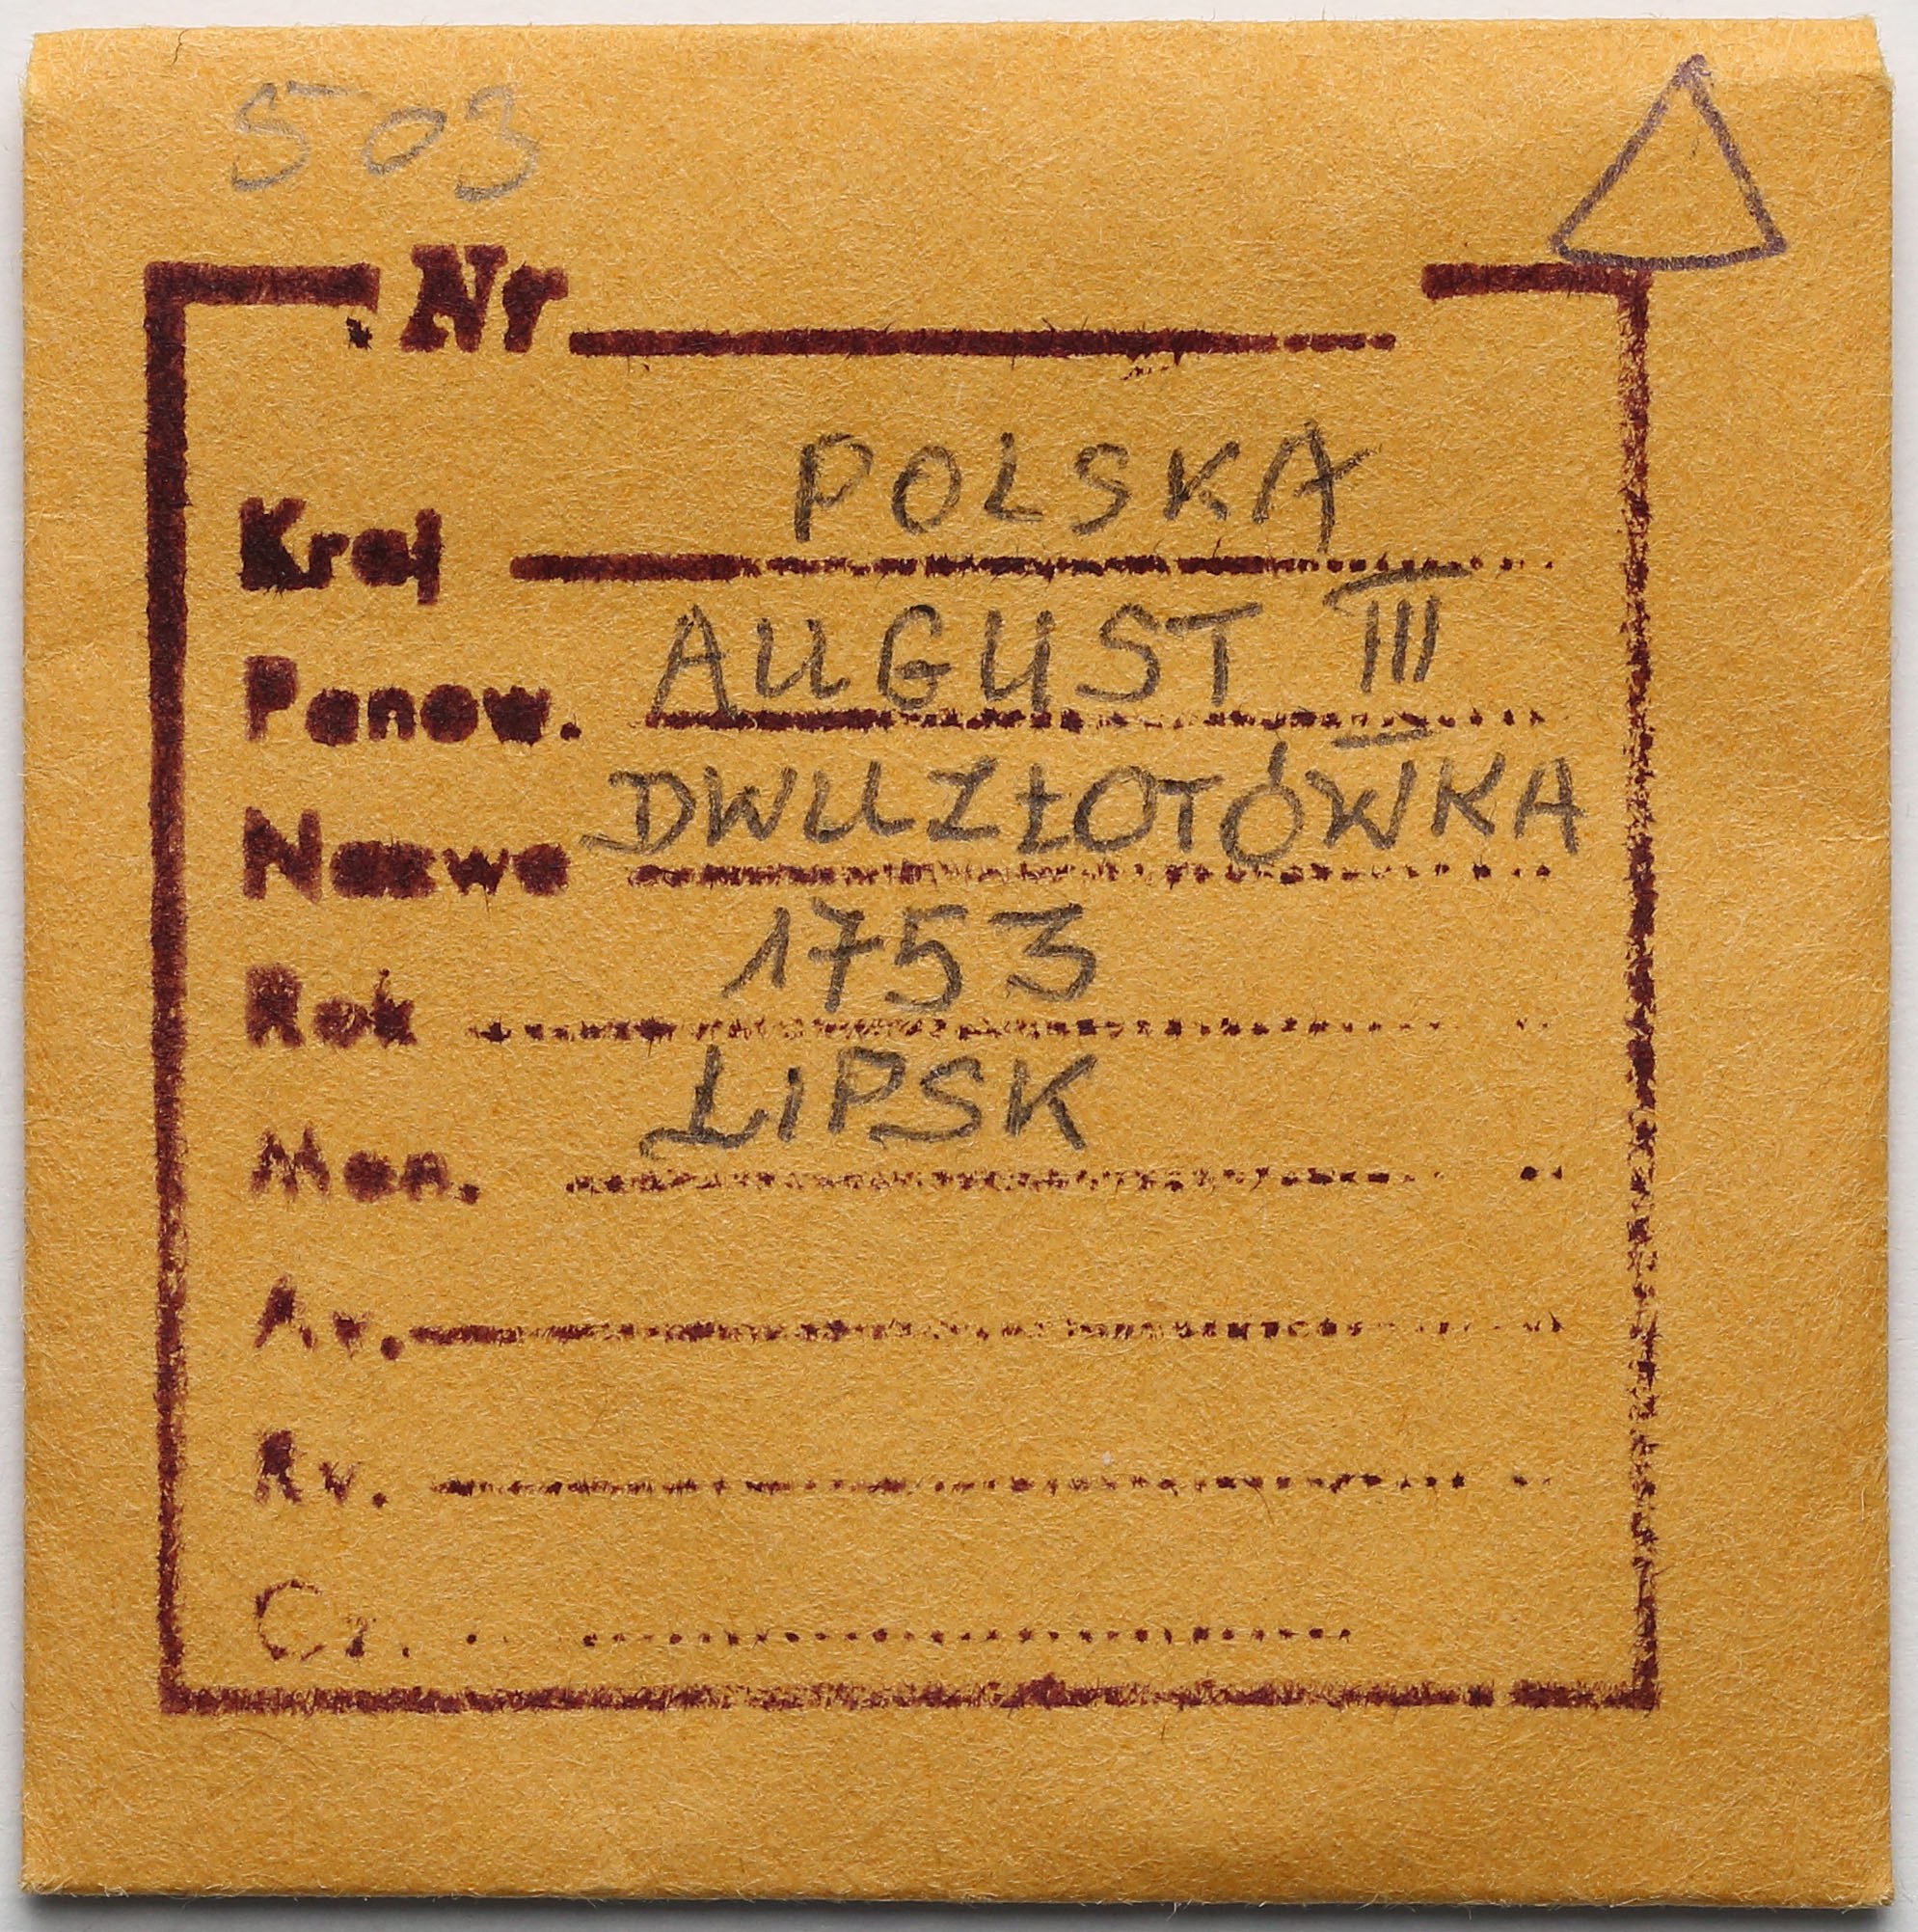 503
Nr
Kraj POLSKA
Panow. AUGUST III
Nazwa DWUZŁOTÓWKA
Rok 1753
Men. LIPSK
Av.
Rv.
Cz.